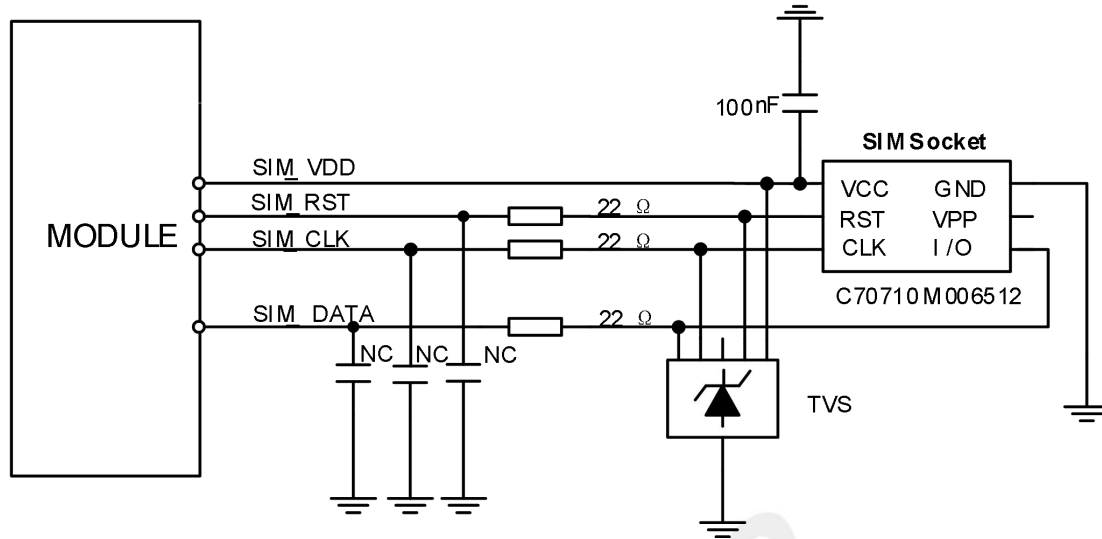 100nF
SIM Socket
SIM_VDD
VCC GND
SIM_RST
22 Ω
RST VPP
MODULE
SIM_CLK
22 Ω
CLK I/O
C70710M006512
SIM_DATA
22 Ω
NC
NC
NC
TVS